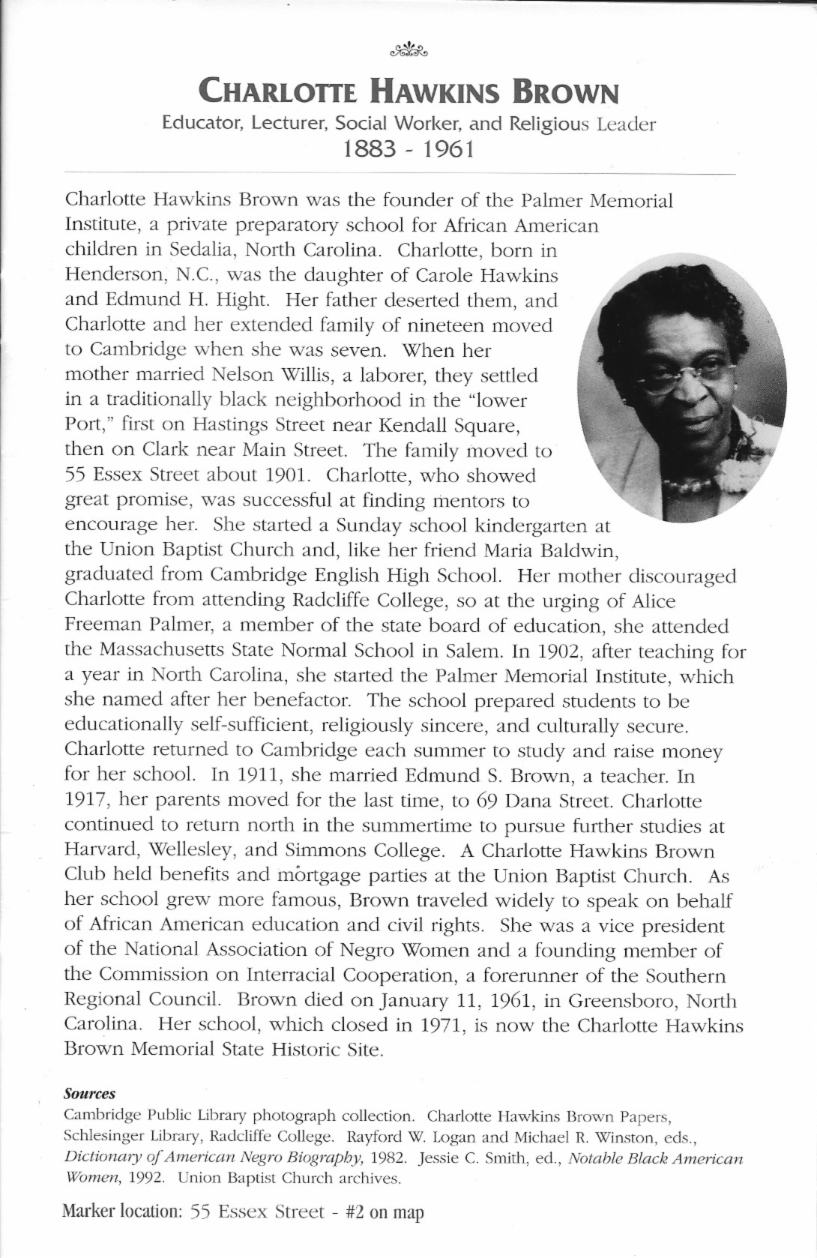 CHARLOTTE HAWKINS BROWN
Educator, Lecturer, Social Worker, and Religious Leader
1883 - 1961
Charlotte Hawkins Brown was the founder of the Palmer Memorial
Institute, a private preparatory school for African American
children in Sedalia, North Carolina. Charlotte, born in
Henderson, N.C., was the daughter of Carole Hawkins
and Edmund H. Hight. Her father deserted them, and
Charlotte and her extended family of nineteen moved
to Cambridge when she was seven. When her
mother married Nelson Willis, a laborer, they settled
in a traditionally black neighborhood in the “lower
Port,” first on Hastings Street near Kendall Square,
then on Clark near Main Street. The family moved to
55 Essex Street about 1901. Charlotte, who showed
great promise, was successful at finding mentors to
encourage her. She started a Sunday school kindergarten at
the Union Baptist Church and, like her friend Maria Baldwin,
graduated from Cambridge English High School. Her mother discouraged
Charlotte from attending Radcliffe College, so at the urging of Alice
Freeman Palmer, a member of the state board of education, she attended
the Massachusetts State Normal School in Salem. In 1902, after teaching for
a year in North Carolina, she started the Palmer Memorial Institute, which
she named after her benefactor. The school prepared students to be
educationally self-sufficient, religiously sincere, and culturally secure.
Charlotte returned to Cambridge each summer to study and raise money
for her school. In 1911, she married Edmund S. Brown, a teacher. In
1917, her parents moved for the last time, to 69 Dana Street. Charlotte
continued to return north in the summertime to pursue further studies at
Harvard, Wellesley, and Simmons College. A Charlotte Hawkins Brown
Club held benefits and mortgage parties at the Union Baptist Church. As
her school grew more famous, Brown traveled widely to speak on behalf
of African American education and civil rights. She was a vice president
of the National Association of Negro Women and a founding member of
the Commission on Interracial Cooperation, a forerunner of the Southern
Regional Council. Brown died on January 11, 1961, in Greensboro, North
Carolina. Her school, which closed in 1971, is now the Charlotte Hawkins
Brown Memorial State Historic Site.
Sources
Cambridge Public Library photograph collection. Charlotte Hawkins Brown Papers,
Schlesinger Library, Radcliffe College. Rayford W. Logan and Michael R. Winston, eds.,
Dictionary of American Negro Biography, 1982. Jessie C. Smith, ed., Notable Black American
Women, 1992. Union Baptist Church archives.
Marker location: 55 Essex Street - #2 on map